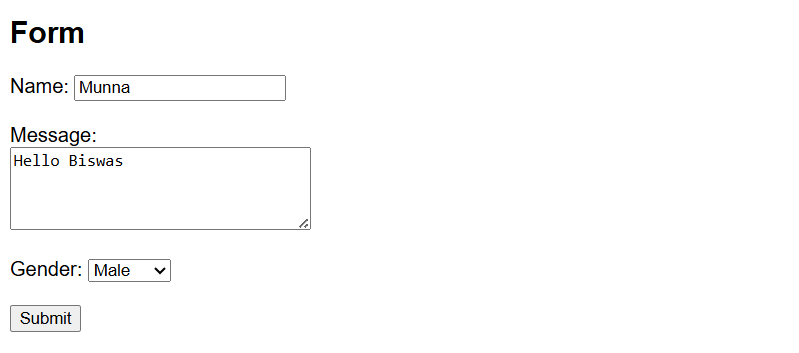 Form
Name: Munna
Message:
Hello Biswas
Gender: Male
Submit